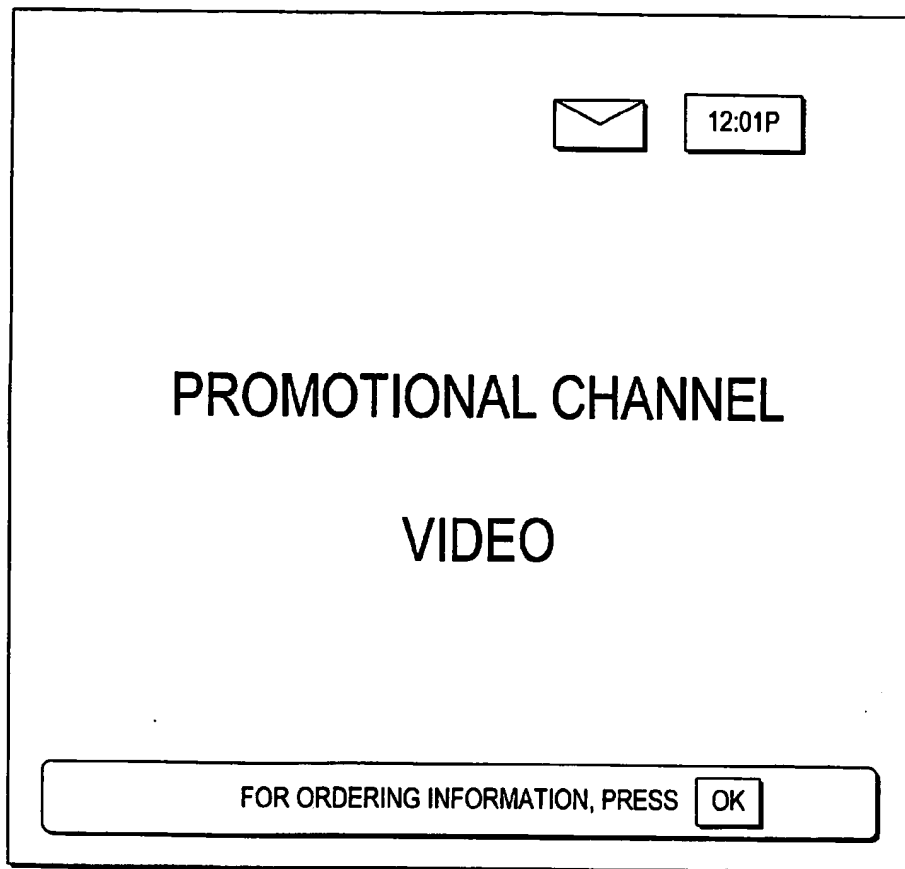 12:01P
PROMOTIONAL CHANNEL
VIDEO
FOR ORDERING INFORMATION, PRESS OK